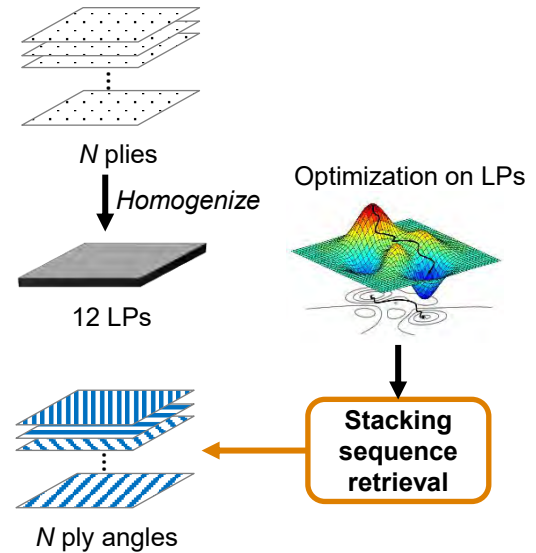 N plies
Homogenize
12 LPs
Optimization on LPs
Stacking
sequence
retrieval
N ply angles